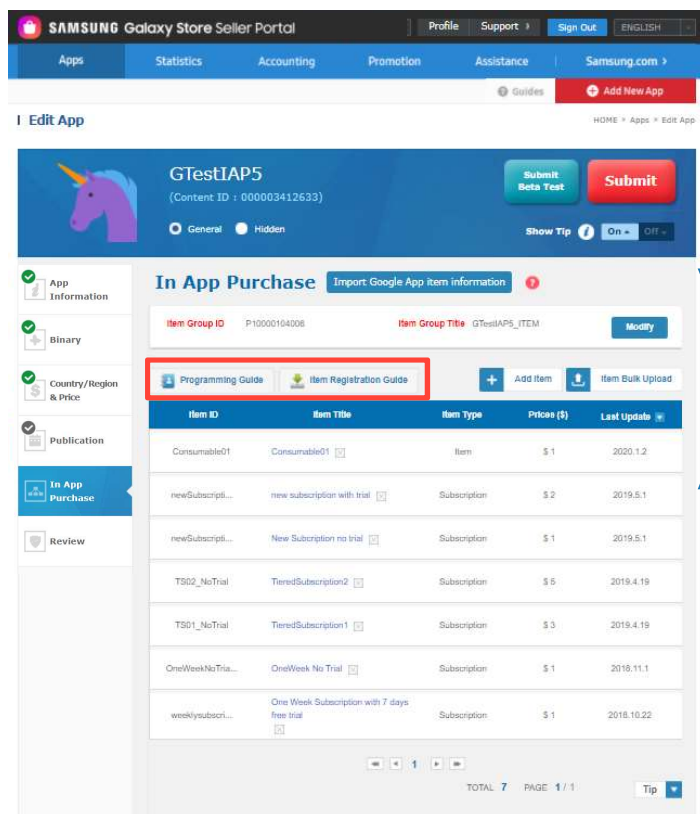 SAMSUNG Galaxy Store Seller Portal
Profile Support › Sign Out ENGLISH
Apps Statistics Accounting Promotion Assistance Samsung.com ›
Guides Add New App
Edit App HOME > Apps > Edit App
GTestIAP5
(Content ID : 000003412633)
Submit Beta Test
Submit
General Hidden
Show Tip On Off
App Information
Binary
Country/Region & Price
Publication
In App Purchase
Review
In App Purchase Import Google App item information ?
Item Group ID P10000104006 Item Group Title GTestIAP5_ITEM Modify
Programming Guide Item Registration Guide Add Item Item Bulk Upload
Item ID Item Title Item Type Prices ($) Last Update
Consumable01 Consumable01 Item $ 1 2020.1.2
newSubscripti... new subscription with trial Subscription $ 2 2019.5.1
newSubscripti... New Subcription no trial Subscription $ 1 2019.5.1
TS02_NoTrial TieredSubscription2 Subscription $ 5 2019.4.19
TS01_NoTrial TieredSubscription1 Subscription $ 3 2019.4.19
OneWeekNoTria... OneWeek No Trial Subscription $ 1 2018.11.1
weeklysubscri... One Week Subscription with 7 days free trial Subscription $ 1 2018.10.22
1
TOTAL 7 PAGE 1 / 1 Tip